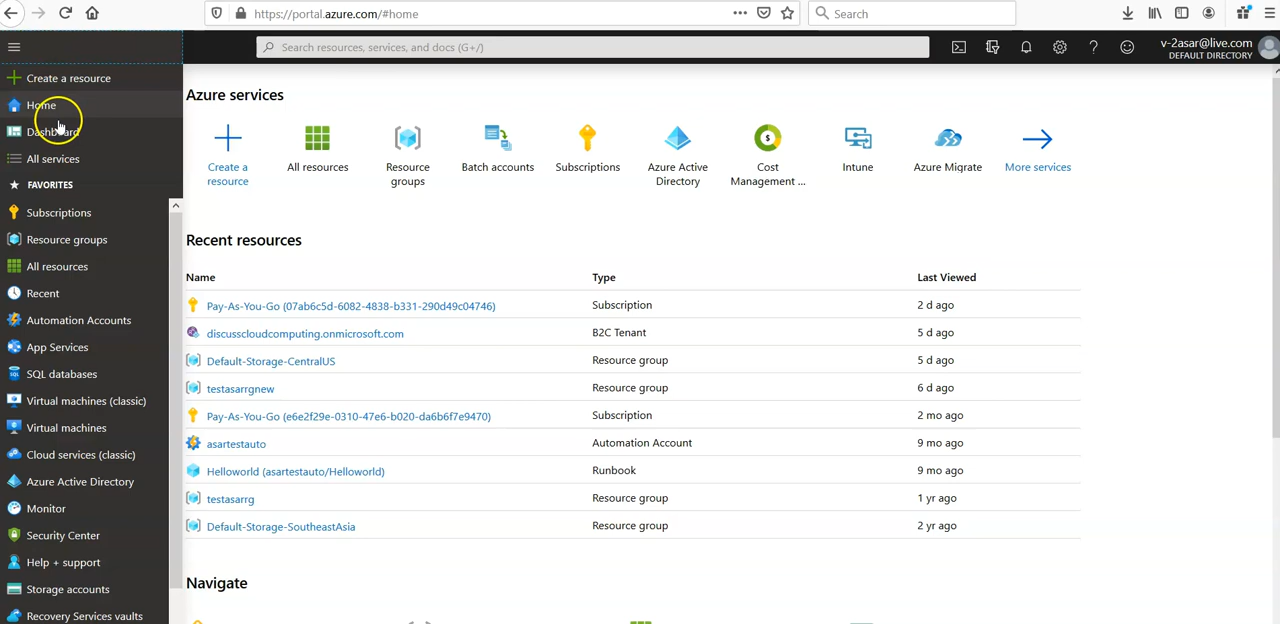 https://portal.azure.com/#home
Search
Search resources, services, and docs (G+/)
v-2asar@live.com
DEFAULT DIRECTORY
Create a resource
Home
Dashboard
All services
FAVORITES
Subscriptions
Resource groups
All resources
Recent
Automation Accounts
App Services
SQL databases
Virtual machines (classic)
Virtual machines
Cloud services (classic)
Azure Active Directory
Monitor
Security Center
Help + support
Storage accounts
Recovery Services vaults
Azure services
Create a
resource
All resources
Resource
groups
Batch accounts
Subscriptions
Azure Active
Directory
Cost
Management ...
Intune
Azure Migrate
More services
Recent resources
Name Type Last Viewed
Pay-As-You-Go (07ab6c5d-6082-4838-b331-290d49c04746) Subscription 2 d ago
discusscloudcomputing.onmicrosoft.com B2C Tenant 5 d ago
Default-Storage-CentralUS Resource group 5 d ago
testasarrgnew Resource group 6 d ago
Pay-As-You-Go (e6e2f29e-0310-47e6-b020-da6b6f7e9470) Subscription 2 mo ago
asartestauto Automation Account 9 mo ago
Helloworld (asartestauto/Helloworld) Runbook 9 mo ago
testasarrg Resource group 1 yr ago
Default-Storage-SoutheastAsia Resource group 2 yr ago
Navigate